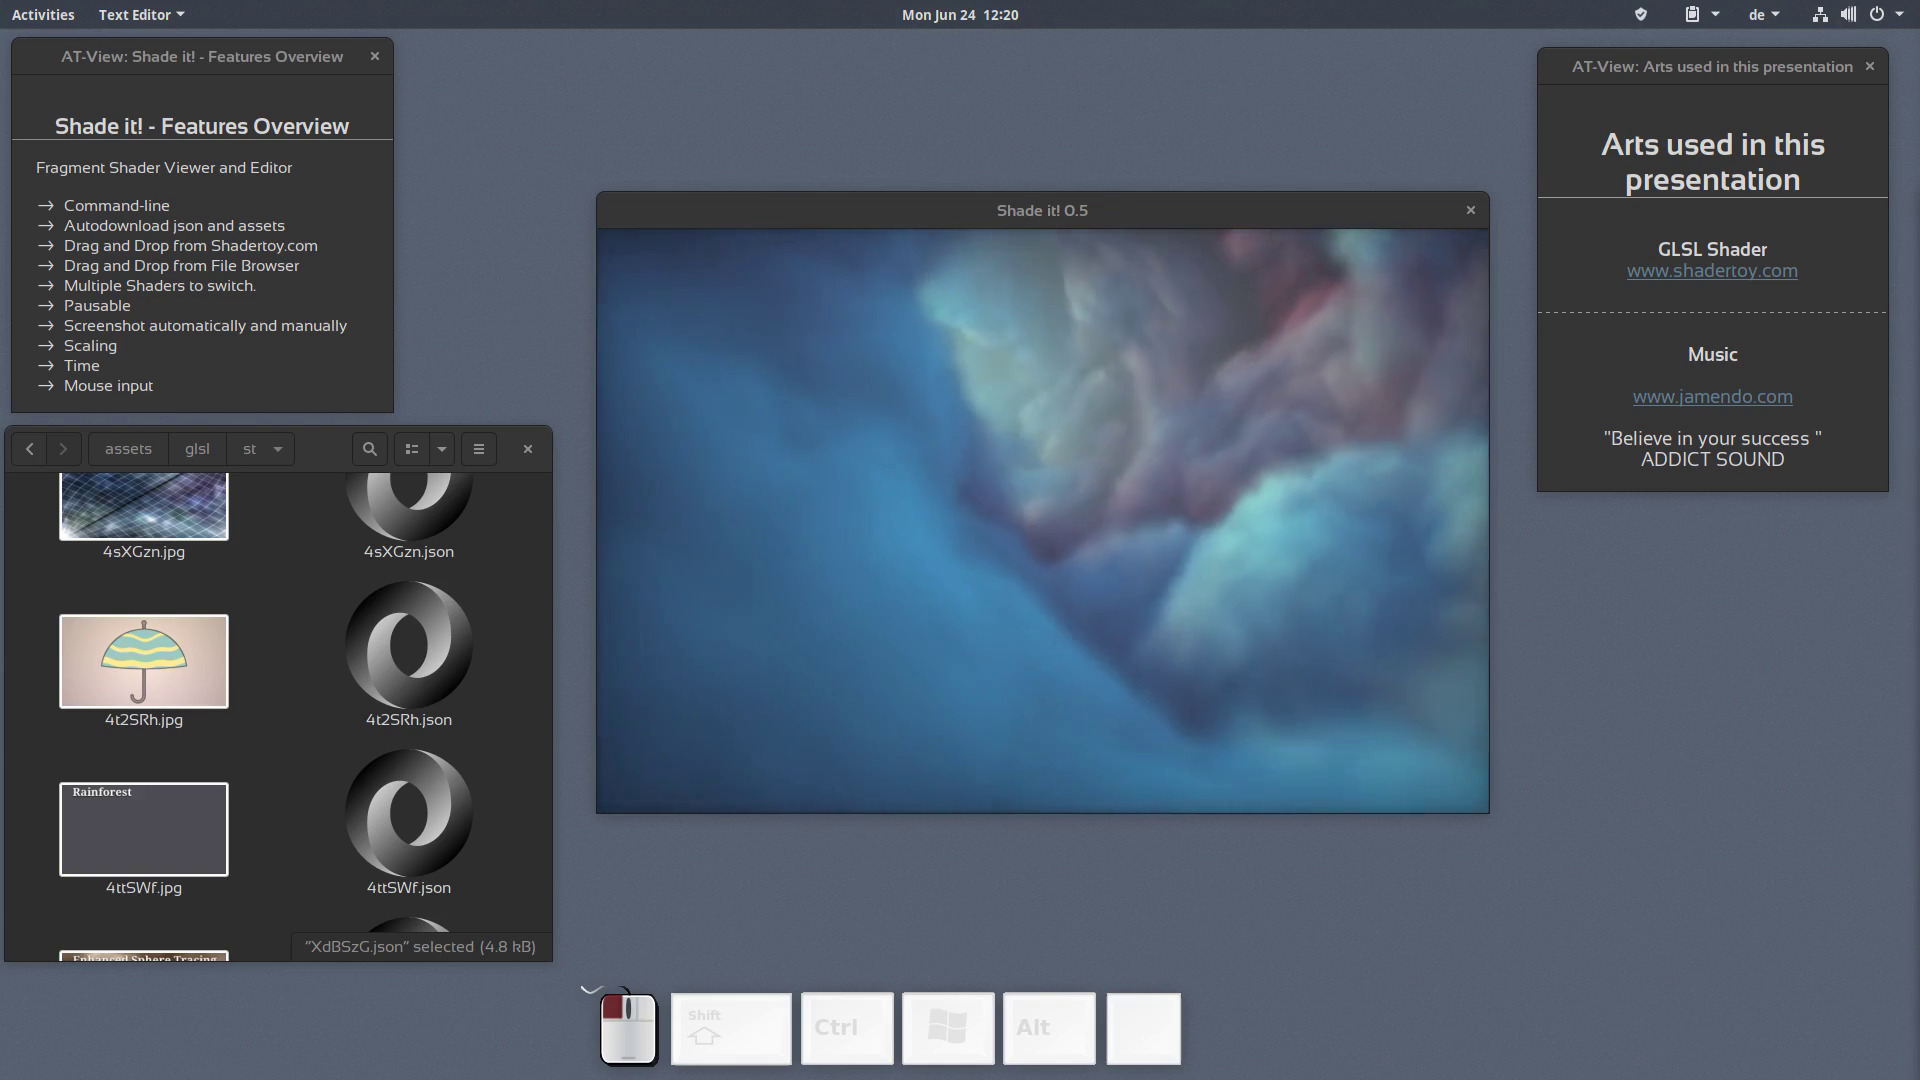 Activities
Text Editor
Mon Jun 24 12:20
de
AT-View: Shade it! - Features Overview
Shade it! - Features Overview
Fragment Shader Viewer and Editor
→ Command-line
→ Autodownload json and assets
→ Drag and Drop from Shadertoy.com
→ Drag and Drop from File Browser
→ Multiple Shaders to switch.
→ Pausable
→ Screenshot automatically and manually
→ Scaling
→ Time
→ Mouse input
assets
glsl
st
4sXGzn.jpg
4sXGzn.json
4t2SRh.jpg
4t2SRh.json
Rainforest
4ttSWf.jpg
4ttSWf.json
Enhanced Sphere Tracing
"XdBSzG.json" selected (4.8 kB)
Shade it! 0.5
AT-View: Arts used in this presentation
Arts used in this
presentation
GLSL Shader
www.shadertoy.com
Music
www.jamendo.com
"Believe in your success "
ADDICT SOUND
Shift
Ctrl
Alt